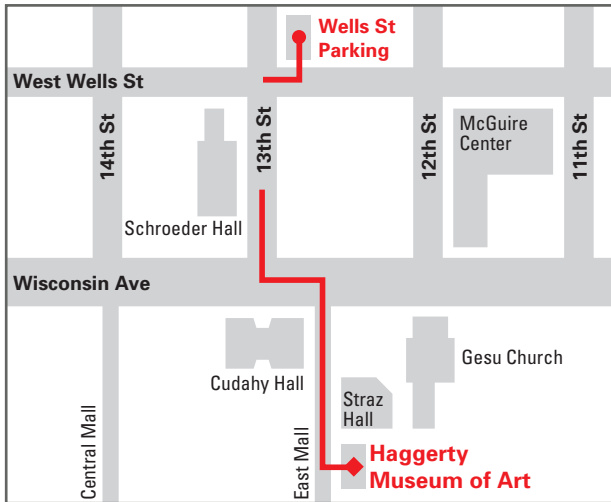 Wells St
Parking
West Wells St
14th St
13th St
12th St
11th St
McGuire
Center
Schroeder Hall
Wisconsin Ave
Cudahy Hall
Gesu Church
Straz
Hall
Central Mall
East Mall
Haggerty
Museum of Art